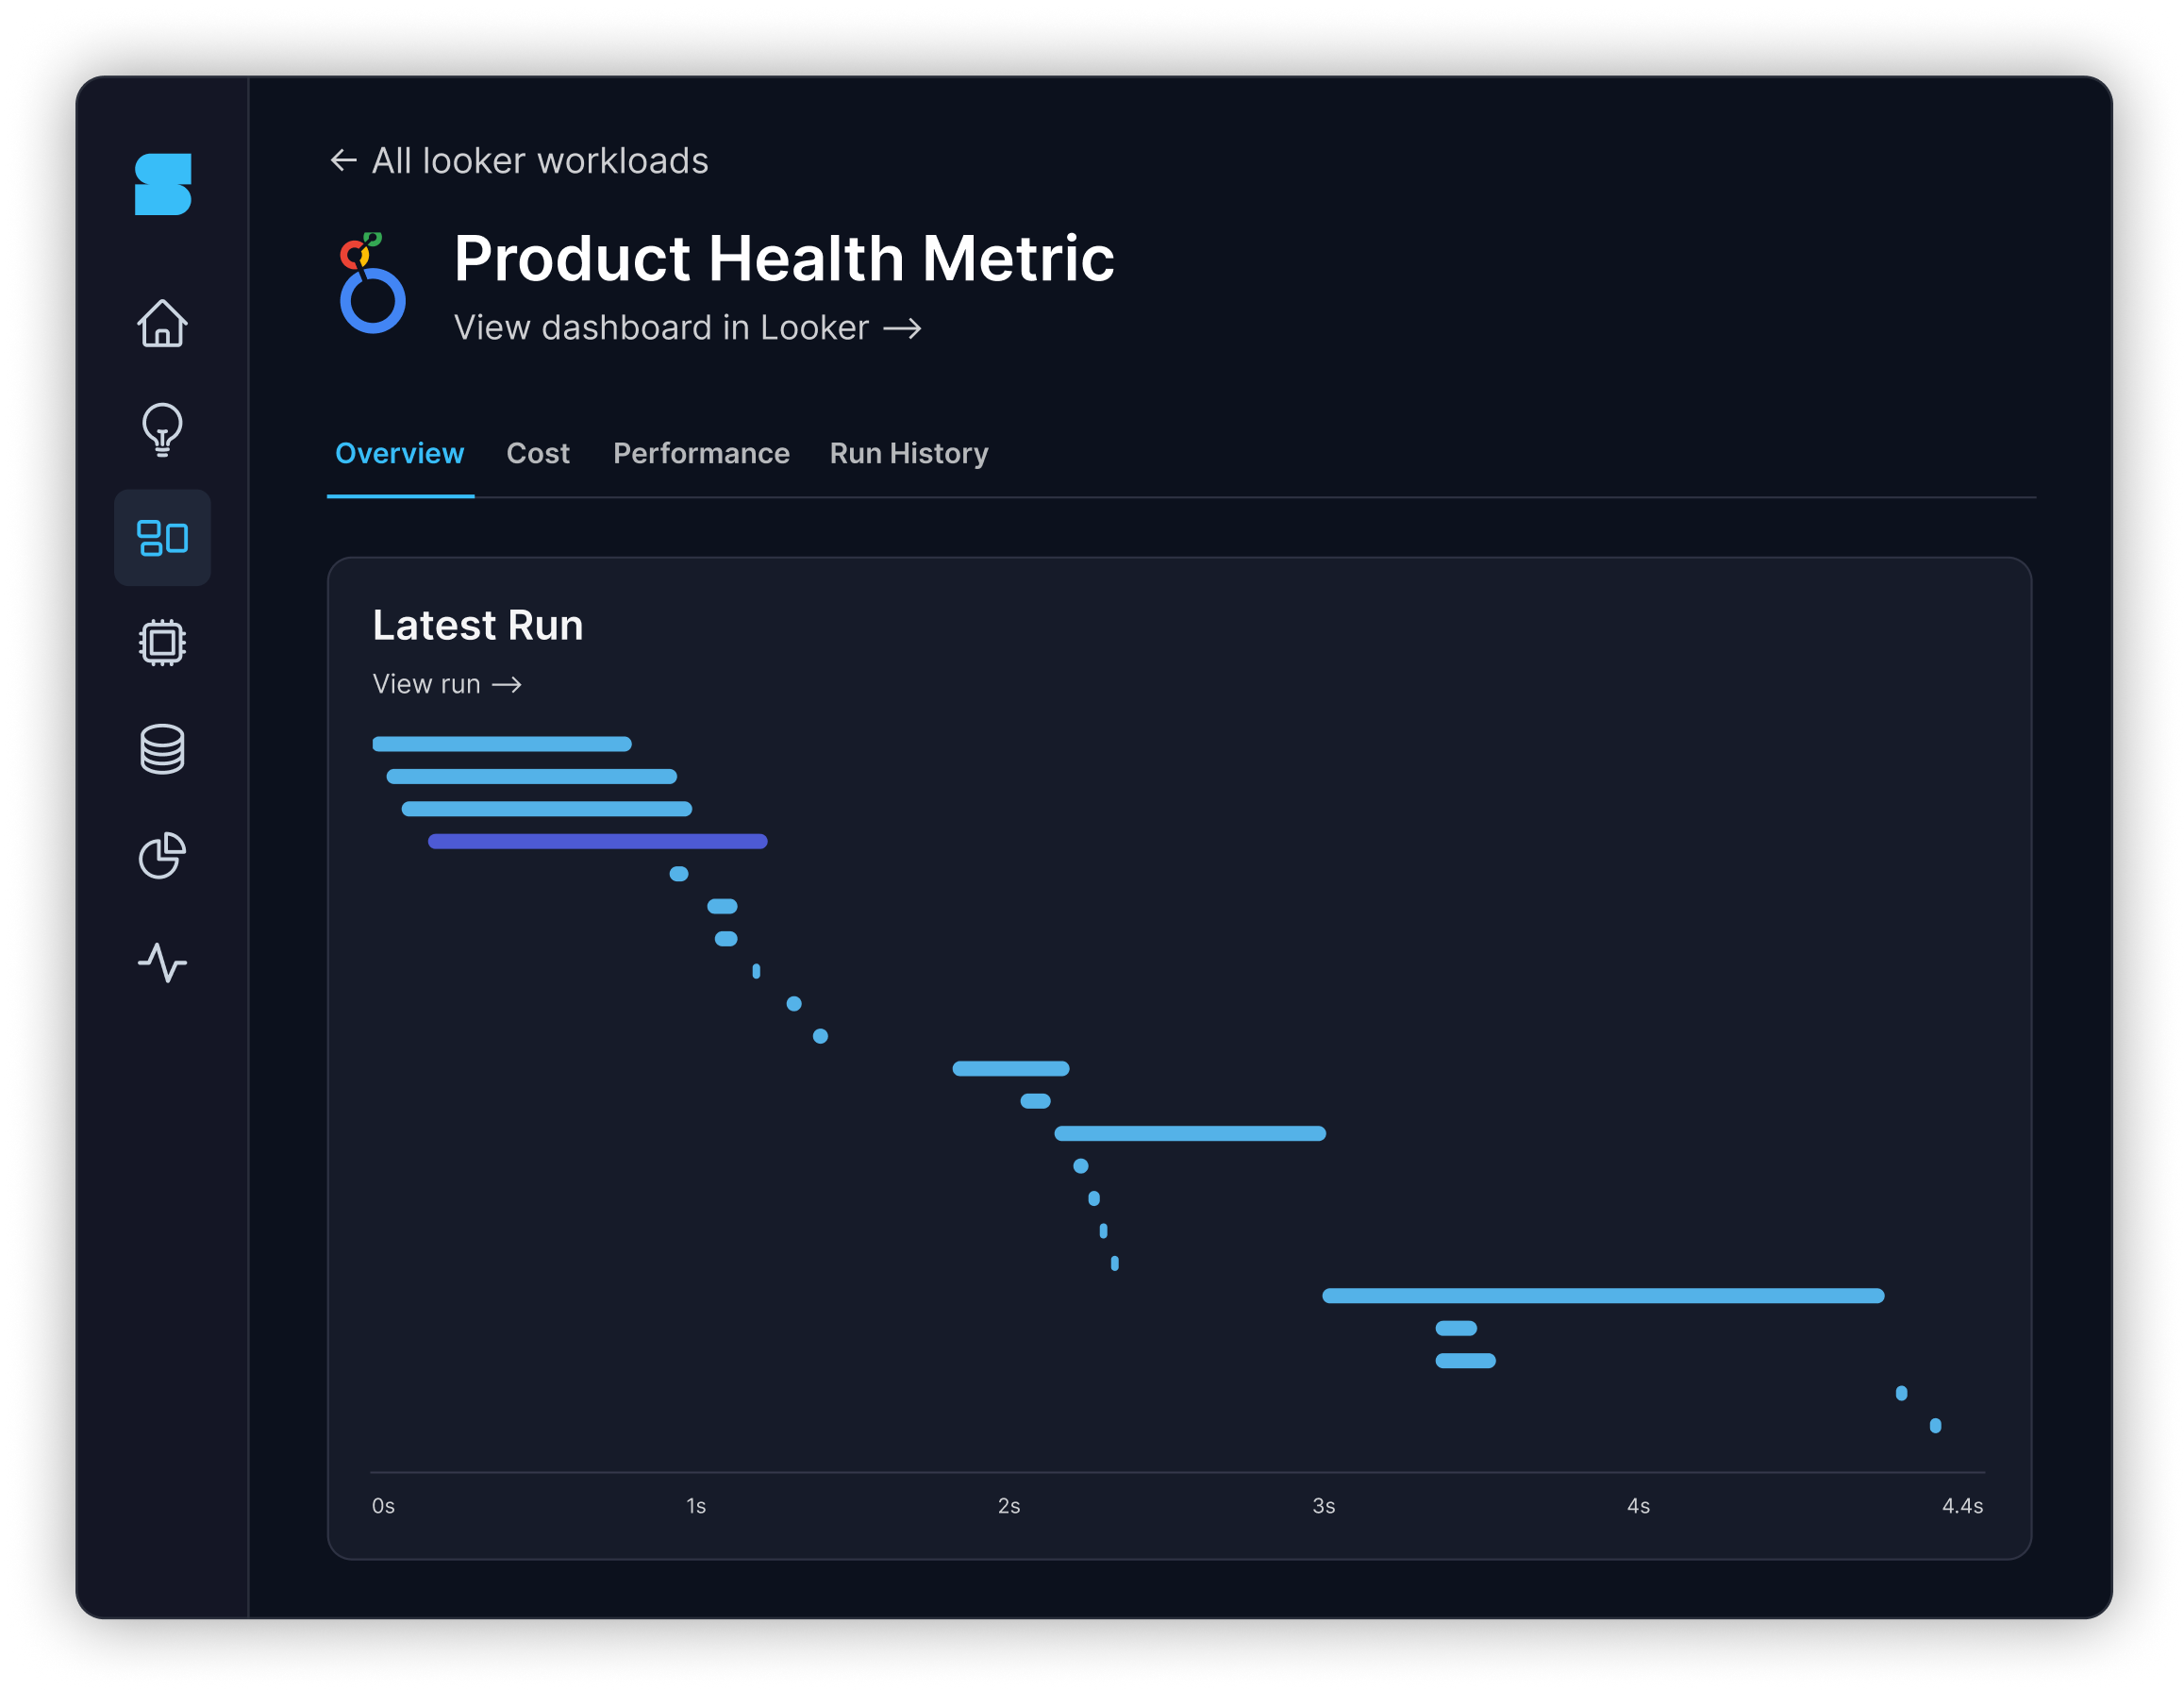 ← All looker workloads
Product Health Metric
View dashboard in Looker →
Overview Cost Performance Run History
Latest Run
View run →
0s 1s 2s 3s 4s 4.4s